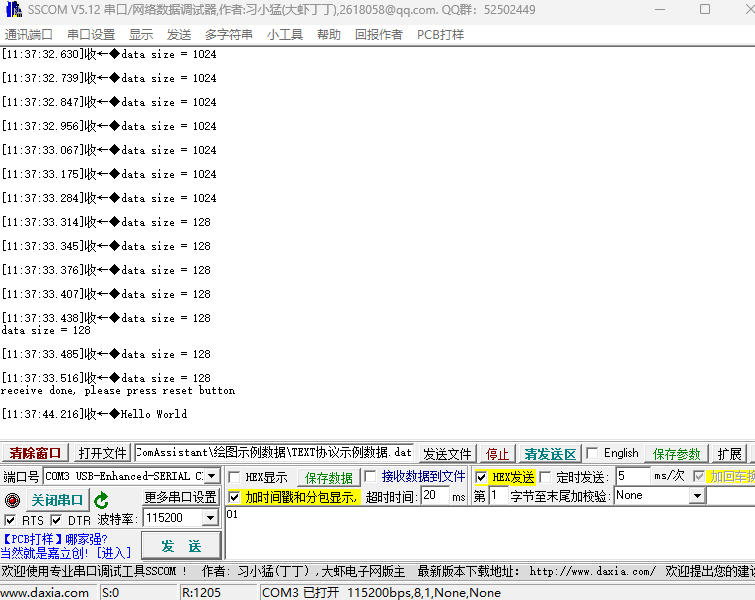 SSCOM V5.12 串口/网络数据调试器,作者:习小猛(大虾丁丁),2618058@qq.com. QQ群: 52502449
通讯端口 串口设置 显示 发送 多字符串 小工具 帮助 回报作者 PCB打样
[11:37:32.630]收←◆data size = 1024
[11:37:32.739]收←◆data size = 1024
[11:37:32.847]收←◆data size = 1024
[11:37:32.956]收←◆data size = 1024
[11:37:33.067]收←◆data size = 1024
[11:37:33.175]收←◆data size = 1024
[11:37:33.284]收←◆data size = 1024
[11:37:33.314]收←◆data size = 128
[11:37:33.345]收←◆data size = 128
[11:37:33.376]收←◆data size = 128
[11:37:33.407]收←◆data size = 128
[11:37:33.438]收←◆data size = 128
data size = 128
[11:37:33.485]收←◆data size = 128
[11:37:33.516]收←◆data size = 128
receive done, please press reset button
[11:37:44.216]收←◆Hello World
清除窗口 打开文件 ComAssistant\绘图示例数据\TEXT协议示例数据.dat 发送文件 停止 清发送区 English 保存参数 扩展
端口号 COM3 USB-Enhanced-SERIAL C HEX显示 保存数据 接收数据到文件 HEX发送 定时发送: 5 ms/次 加回车换
关闭串口 更多串口设置 加时间戳和分包显示, 超时时间: 20 ms 第 1 字节至末尾加校验: None
RTS DTR 波特率: 115200 01
【PCB打样】哪家强?
当然就是嘉立创! [进入] 发 送
欢迎使用专业串口调试工具SSCOM ! 作者: 习小猛(丁丁) ,大虾电子网版主 最新版本下载地址: http://www.daxia.com/ 欢迎提出您的建议
www.daxia.com S:0 R:1205 COM3 已打开 115200bps,8,1,None,None